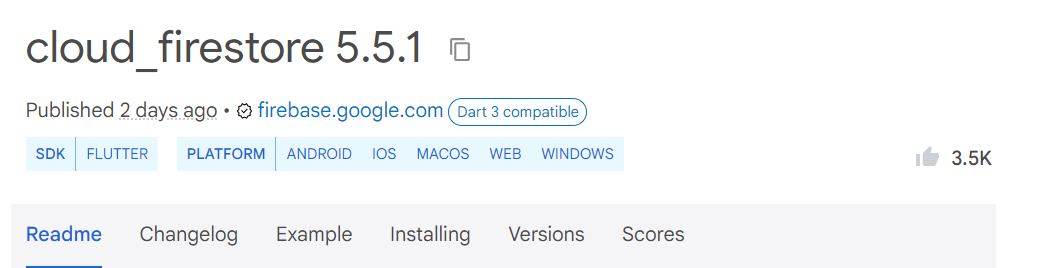 cloud_firestore 5.5.1
Published 2 days ago • firebase.google.com Dart 3 compatible
SDK FLUTTER PLATFORM ANDROID IOS MACOS WEB WINDOWS
3.5K
Readme Changelog Example Installing Versions Scores